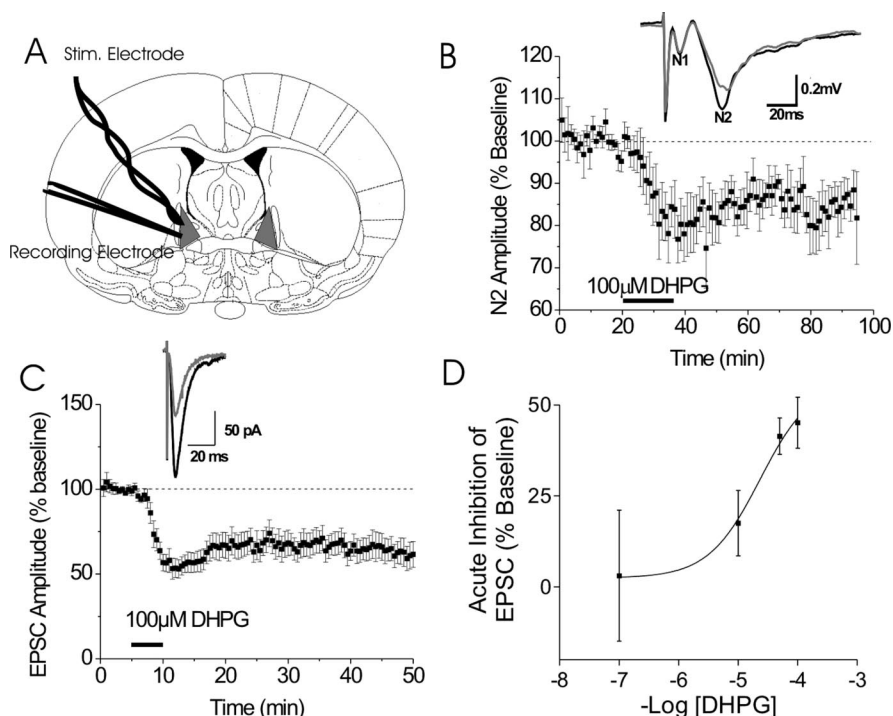 A
Stim. Electrode
Recording Electrode
B
N2 Amplitude (% Baseline)
120
110
100
90
80
70
60
N1
N2
0.2mV
20ms
100µM DHPG
0
20
40
60
80
100
Time (min)
C
EPSC Amplitude (% baseline)
150
100
50
0
50 pA
20 ms
100µM DHPG
0
10
20
30
40
50
Time (min)
D
Acute Inhibition of
EPSC (% Baseline)
50
25
0
-8
-7
-6
-5
-4
-3
-Log [DHPG]